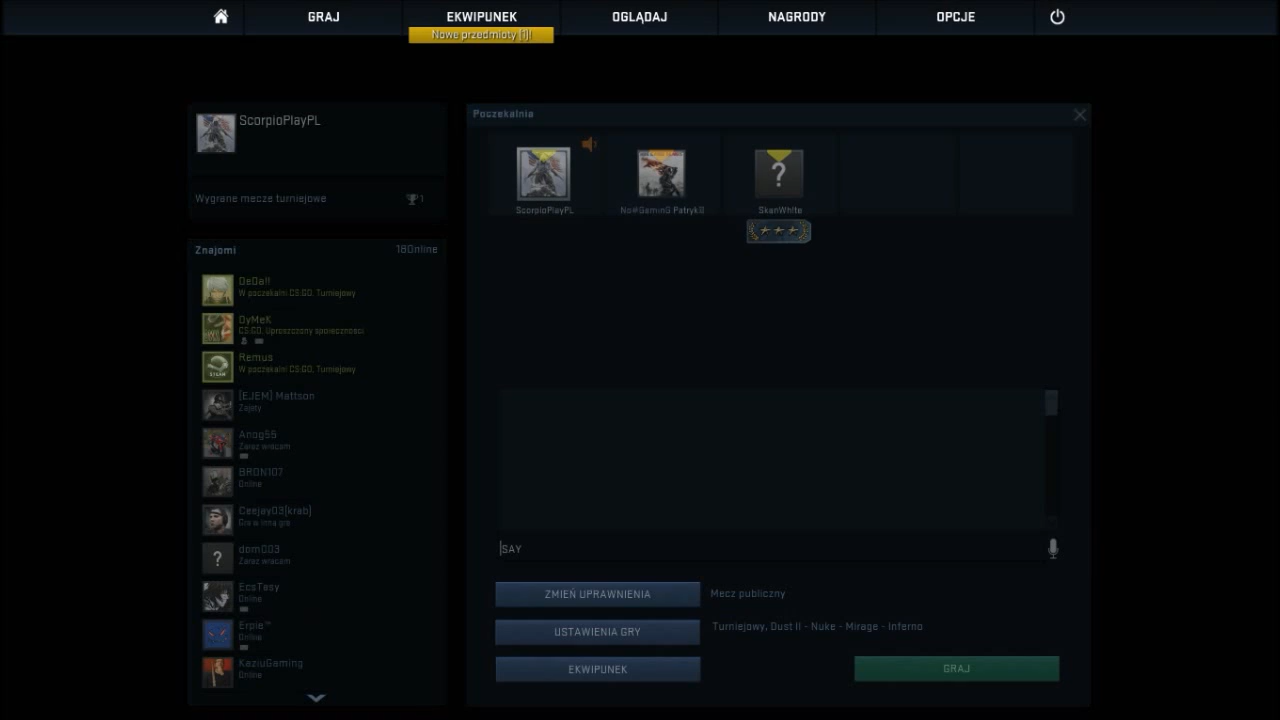 GRAJ
EKWIPUNEK
OGLĄDAJ
NAGRODY
OPCJE
Nowe przedmioty (1)!
ScorpioPlayPL
Wygrane mecze turniejowe
1
Znajomi
18Online
DeDal!
W poczekalni CS:GO, Turniejowy
DyMeK
CS:GO, Uproszczony społeczności
Remus
W poczekalni CS:GO, Turniejowy
[EJEM] Mattson
Zajęty
Anog55
Zaraz wracam
BRON107
Online
Ceejay03(krab)
Gra w inną grę
dom003
Zaraz wracam
EcsTasy
Online
Erpie™
Online
KaziuGaming
Online
Poczekalnia
ScorpioPlayPL
No#GaminG Patryk
SkanWhIte
SAY
ZMIEŃ UPRAWNIENIA
Mecz publiczny
USTAWIENIA GRY
Turniejowy, Dust II - Nuke - Mirage - Inferno
EKWIPUNEK
GRAJ